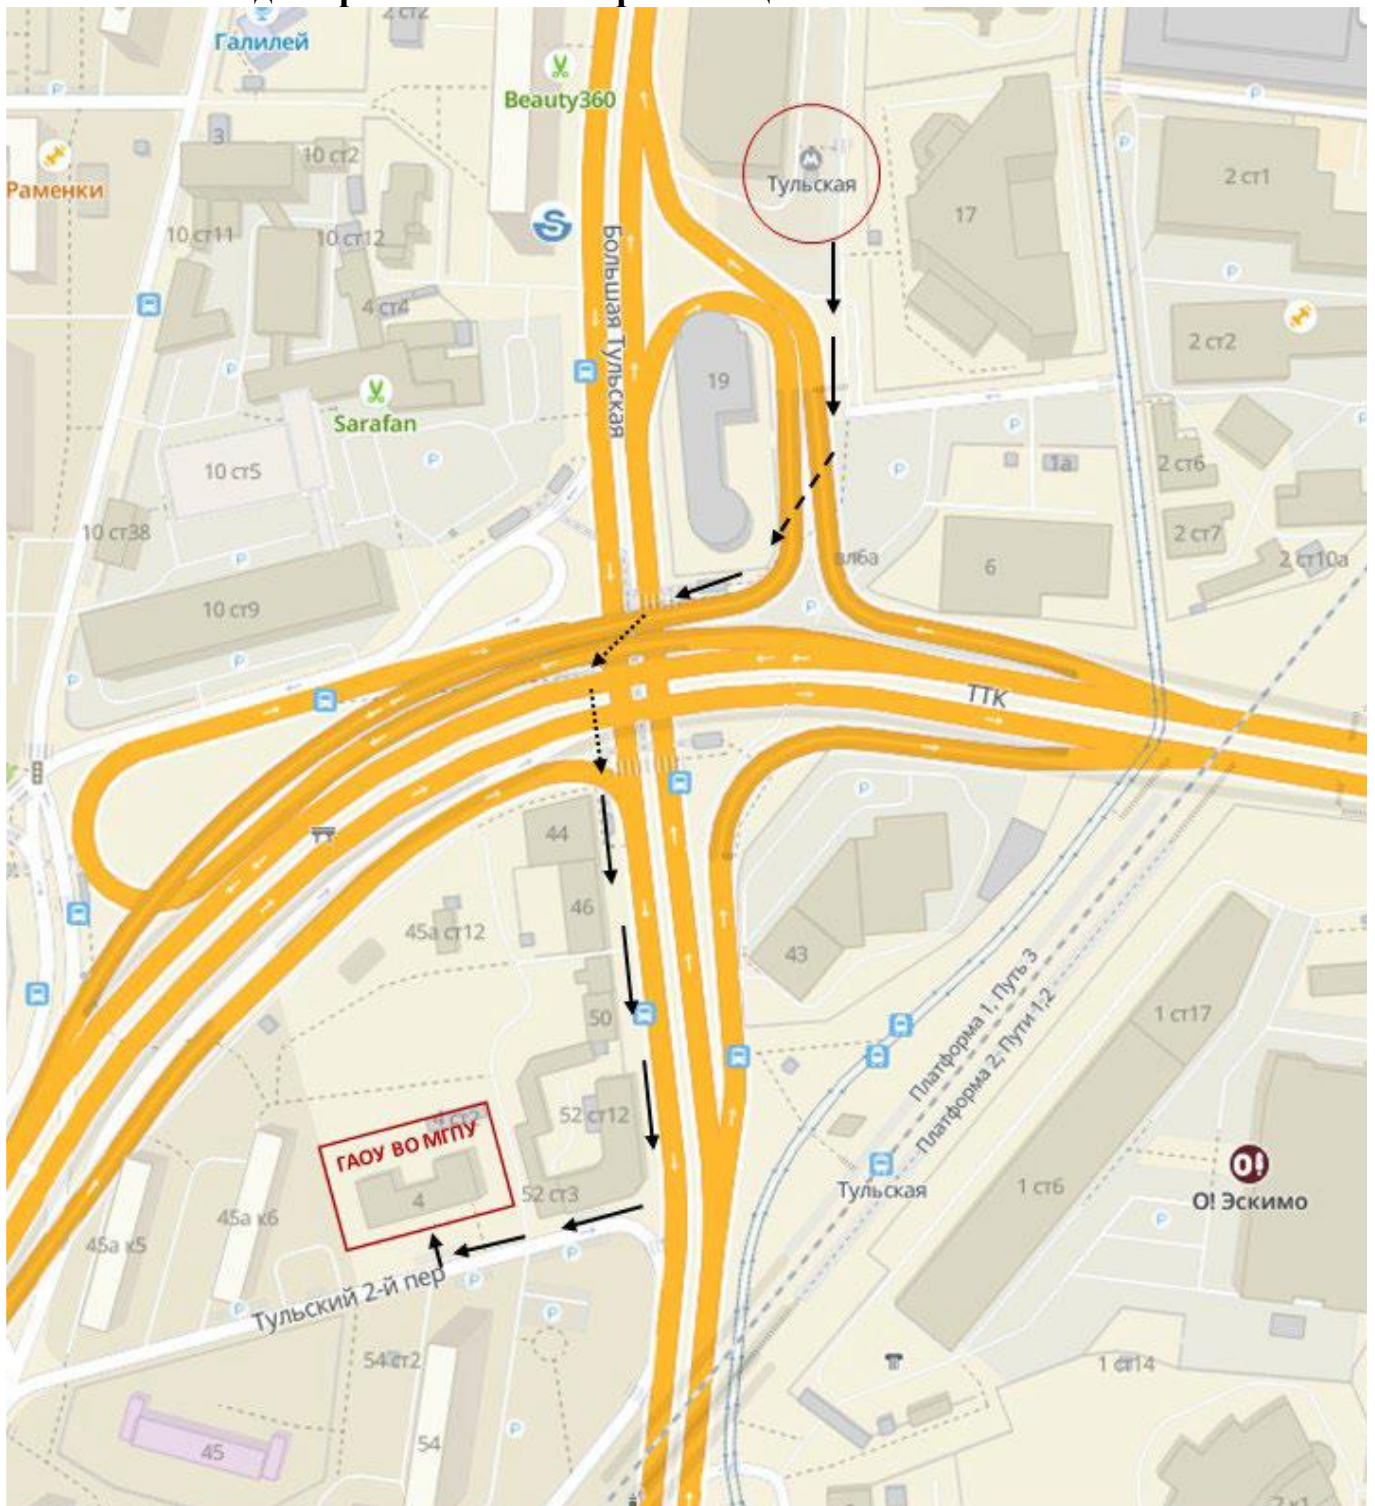 Галилей
Beauty360
3
10 ст2
Тульская
2 ст1
Раменки
17
10 ст11
10 ст12
Большая Тульская
4 ст4
2 ст2
19
Sarafan
10 ст5
1а
2 ст6
10 ст38
2 ст7
влба
6
2 ст10а
10 ст9
ТТК
44
46
45а ст12
43
Платформа 1, Путь 3
Платформа 2; Пути 1,2
50
1 ст17
52 ст12
4 ст2
ГАОУ ВО МГПУ
Тульская
1 ст6
О! Эскимо
4
52 ст3
45а к6
45а к5
Тульский 2-й пер
54 ст2
1 ст14
45
54